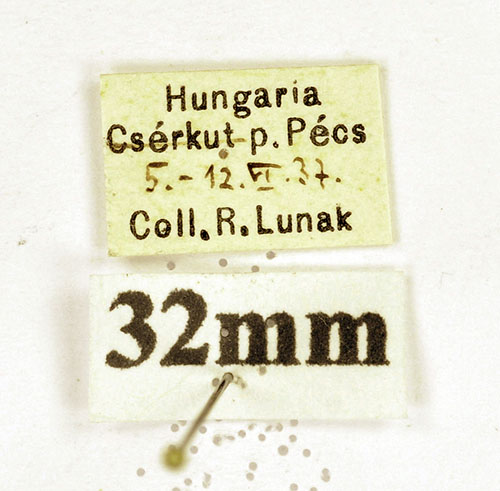 Hungaria
Csérkut p. Pécs
5.-12.VI.37.
Coll. R. Lunak
32mm